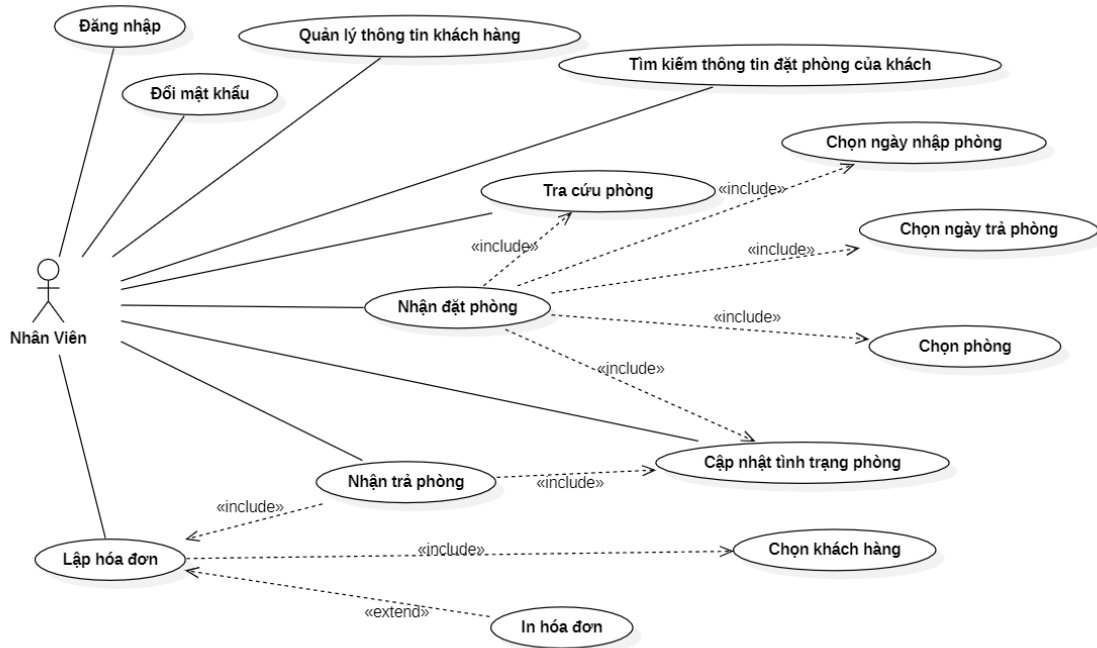 Đăng nhập
Quản lý thông tin khách hàng
Tìm kiếm thông tin đặt phòng của khách
Đổi mật khẩu
Chọn ngày nhập phòng
Tra cứu phòng
«include»
«include»
Chọn ngày trả phòng
«include»
Nhận đặt phòng
Nhân Viên
«include»
Chọn phòng
«include»
Cập nhật tình trạng phòng
Nhận trả phòng
«include»
«include»
Lập hóa đơn
«include»
Chọn khách hàng
«extend»
In hóa đơn